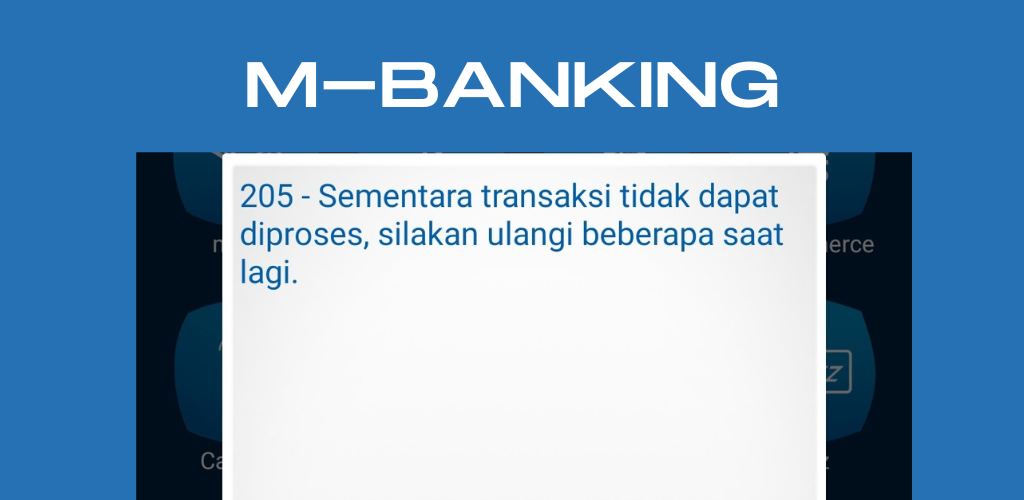 M–BANKING
205 - Sementara transaksi tidak dapat
diproses, silakan ulangi beberapa saat
lagi.